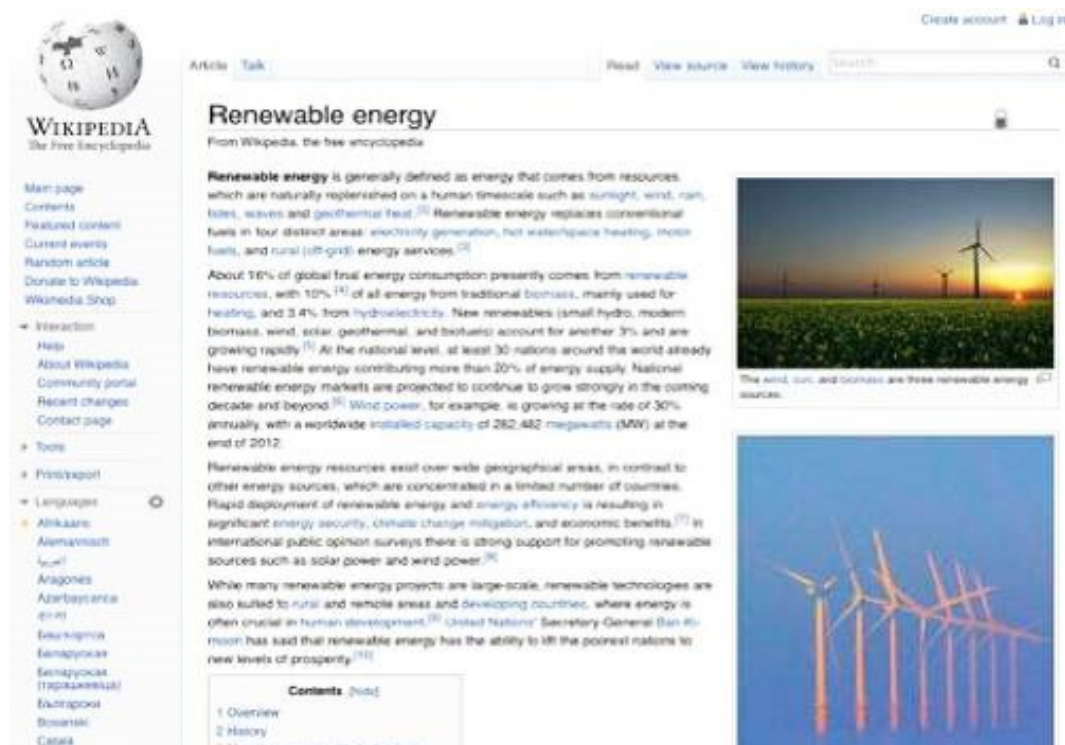 Create account Log in
Article Talk Read View source View history Search
WIKIPEDIA
The Free Encyclopedia
Main page
Contents
Featured content
Current events
Random article
Donate to Wikipedia
Wikimedia Shop
Interaction
Help
About Wikipedia
Community portal
Recent changes
Contact page
Tools
Print/export
Languages
Afrikaans
Alemannisch
العربية
Aragonés
Azərbaycanca
Башҡортса
Беларуская
Беларуская
(тарашкевіца)
Български
Bosanski
Català
Renewable energy
From Wikipedia, the free encyclopedia
Renewable energy is generally defined as energy that comes from resources
which are naturally replenished on a human timescale such as sunlight, wind, rain,
tides, waves and geothermal heat.[2] Renewable energy replaces conventional
fuels in four distinct areas: electricity generation, hot water/space heating, motor
fuels, and rural (off-grid) energy services.[3]
About 16% of global final energy consumption presently comes from renewable
resources, with 10% [4] of all energy from traditional biomass, mainly used for
heating, and 3.4% from hydroelectricity. New renewables (small hydro, modern
biomass, wind, solar, geothermal, and biofuels) account for another 3% and are
growing rapidly.[5] At the national level, at least 30 nations around the world already
have renewable energy contributing more than 20% of energy supply. National
renewable energy markets are projected to continue to grow strongly in the coming
decade and beyond.[6] Wind power, for example, is growing at the rate of 30%
annually, with a worldwide installed capacity of 282,482 megawatts (MW) at the
end of 2012.
Renewable energy resources exist over wide geographical areas, in contrast to
other energy sources, which are concentrated in a limited number of countries.
Rapid deployment of renewable energy and energy efficiency is resulting in
significant energy security, climate change mitigation, and economic benefits.[7] In
international public opinion surveys there is strong support for promoting renewable
sources such as solar power and wind power.[8]
While many renewable energy projects are large-scale, renewable technologies are
also suited to rural and remote areas and developing countries, where energy is
often crucial in human development.[9] United Nations' Secretary-General Ban Ki-
moon has said that renewable energy has the ability to lift the poorest nations to
new levels of prosperity.[10]
Contents [hide]
1 Overview
2 History
The wind, sun, and biomass are three renewable energy
sources.